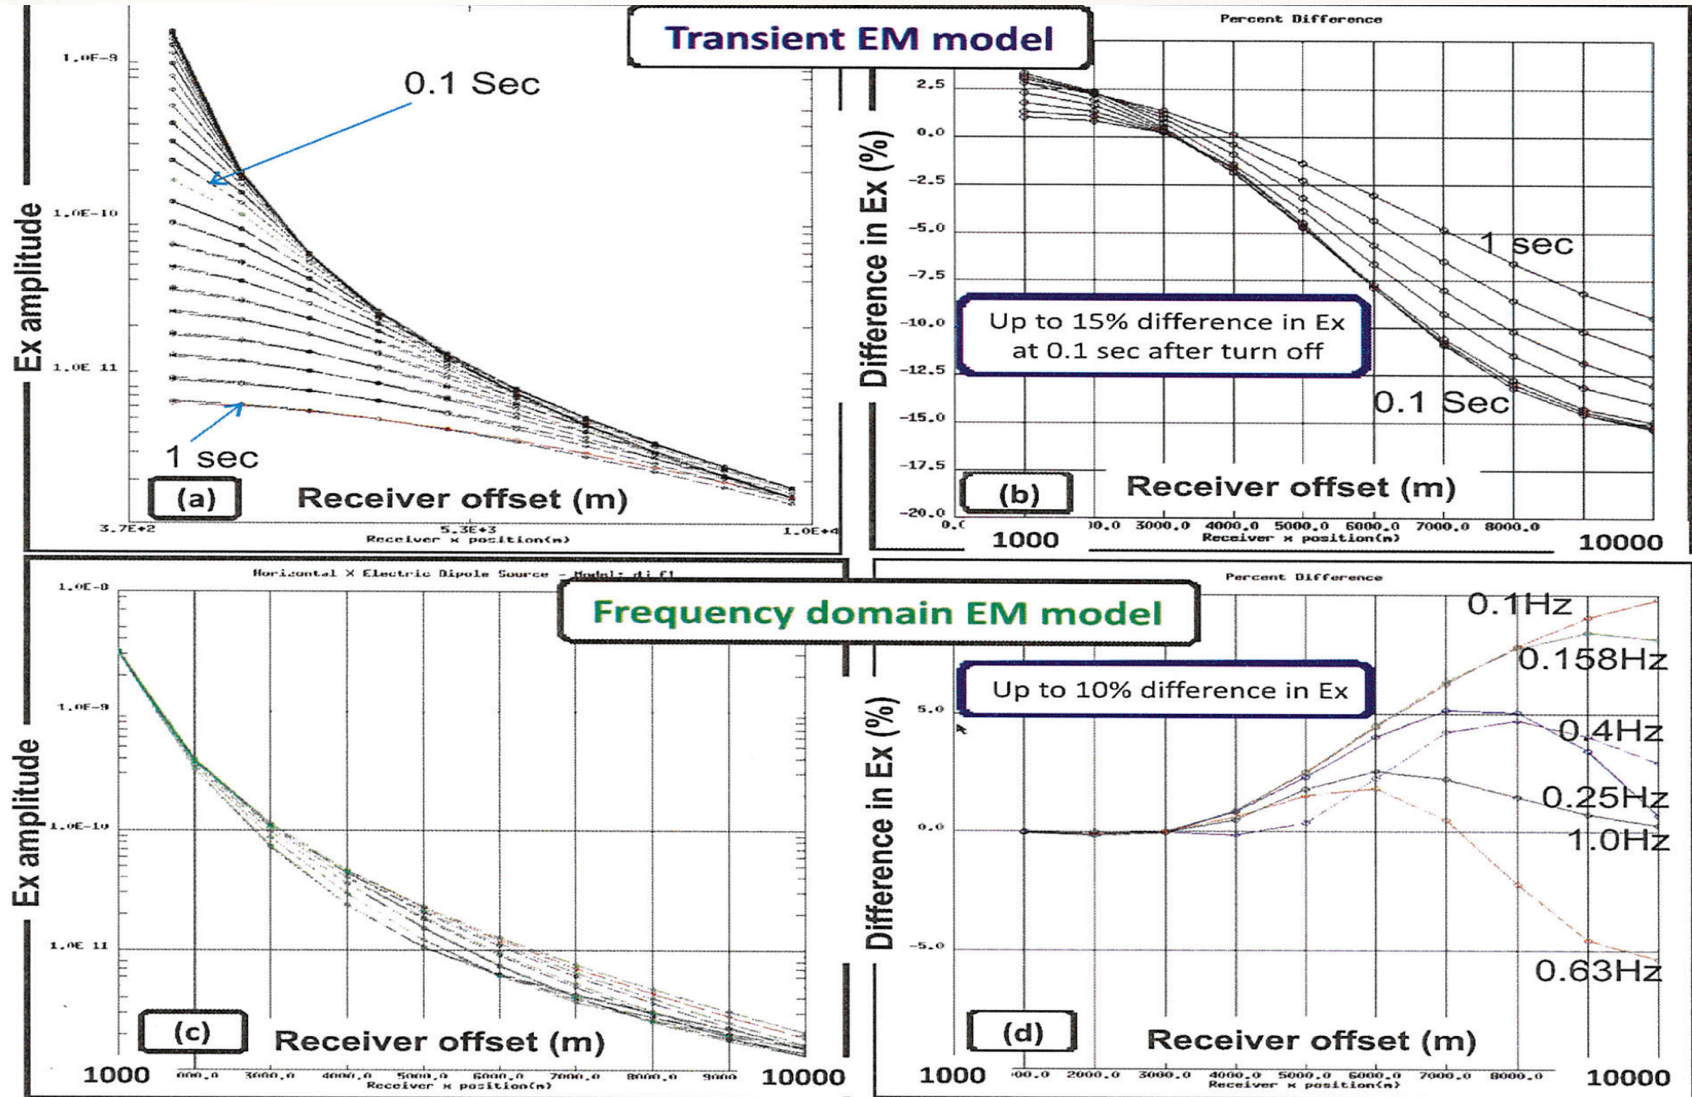 Transient EM model
Percent Difference
1.0E-9
0.1 Sec
1.0E-10
1.0E 11
Ex amplitude
1 sec
(a)
Receiver offset (m)
3.7E+2
5.3E+3
1.0E+4
Receiver x position(m)
2.5
0.0
-2.5
-5.0
-7.5
-10.0
-12.5
-15.0
-17.5
-20.0
Difference in Ex (%)
1 sec
Up to 15% difference in Ex
at 0.1 sec after turn off
0.1 Sec
(b)
Receiver offset (m)
3000.0
4000.0
5000.0
6000.0
7000.0
8000.0
1000
Receiver x position(m)
10000
Horizontal X Electric Dipole Source - Model:
Frequency domain EM model
Percent Difference
1.0E-8
1.0E-9
1.0E-10
1.0E 11
Ex amplitude
(c)
Receiver offset (m)
1000
000.0
3000.0
4000.0
5000.0
6000.0
7000.0
8000.0
9000
10000
Receiver x position(m)
0.1Hz
0.158Hz
Up to 10% difference in Ex
5.0
0.4Hz
0.25Hz
0.0
1.0Hz
-5.0
0.63Hz
Difference in Ex (%)
(d)
Receiver offset (m)
1000
2000.0
3000.0
4000.0
5000.0
6000.0
7000.0
8000.0
10000
Receiver x position(m)